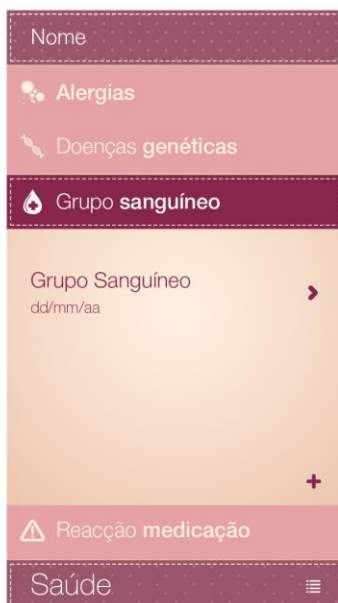 Nome
Alergias
Doenças genéticas
Grupo sanguíneo
Grupo Sanguíneo
dd/mm/aa
Reacção medicação
Saúde